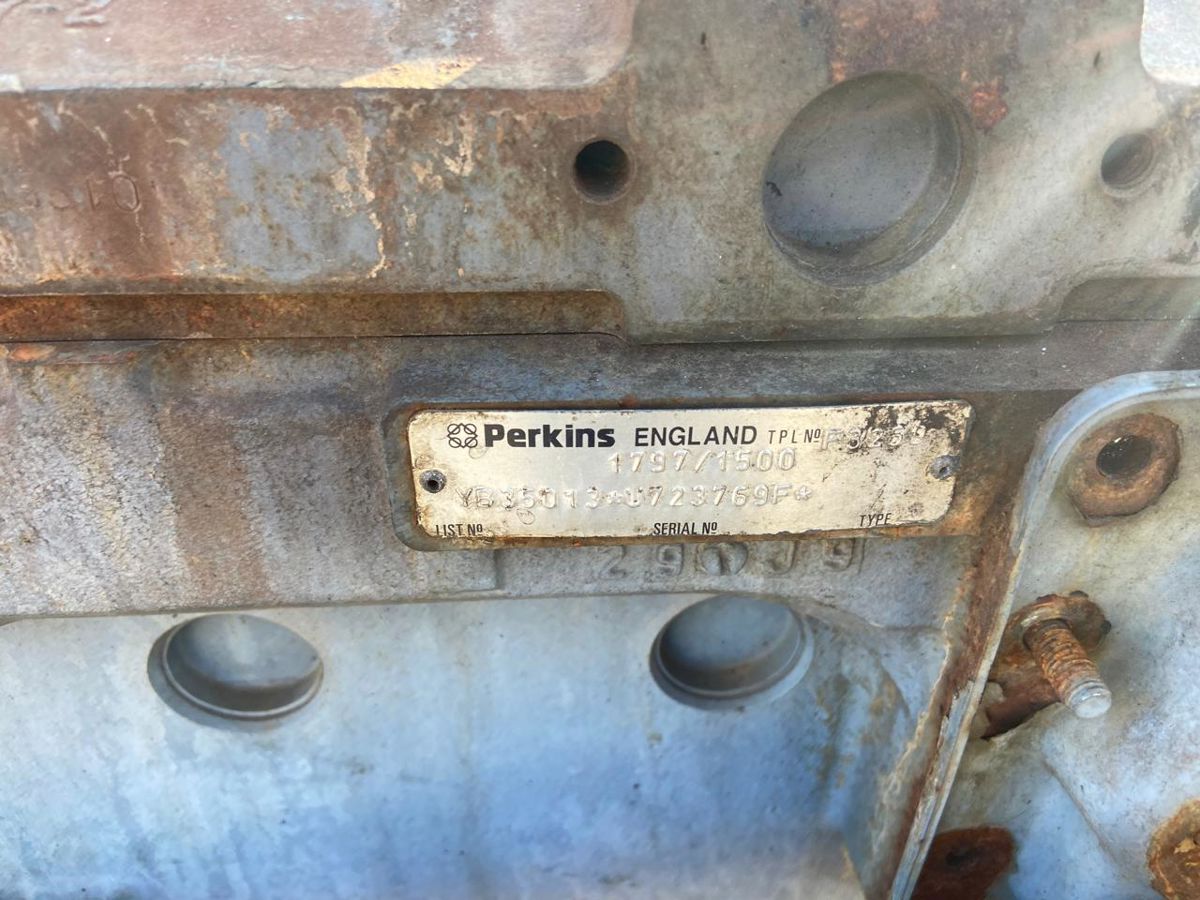 Perkins ENGLAND TPL Nº
1797/1500
YB35013*U723769F*
LIST Nº SERIAL Nº TYPE